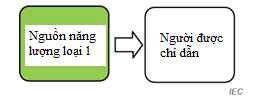 Nguồn năng
lượng loại 1
Người được
chỉ dẫn
IEC